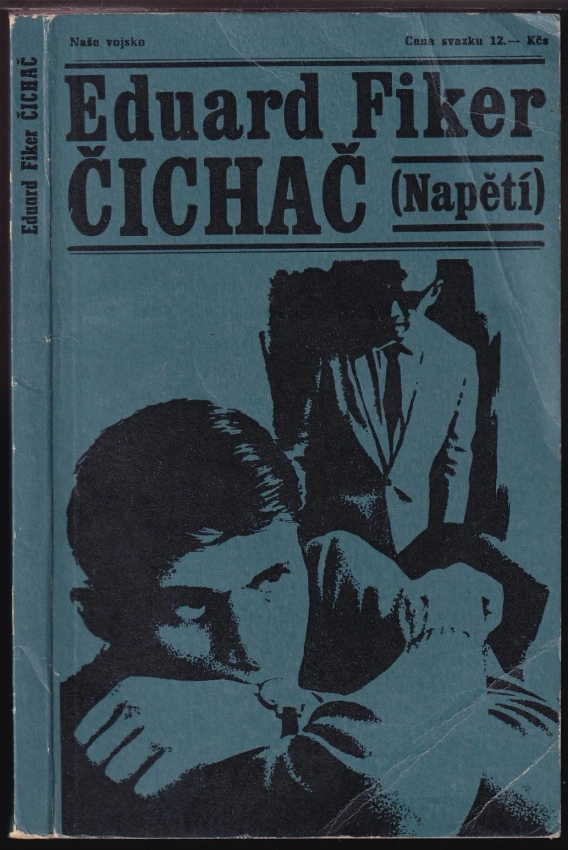 Naše vojsko
Cena svazku 12.— Kčs
Eduard Fiker
ČICHAČ
(Napětí)
Eduard Fiker ČICHAČ